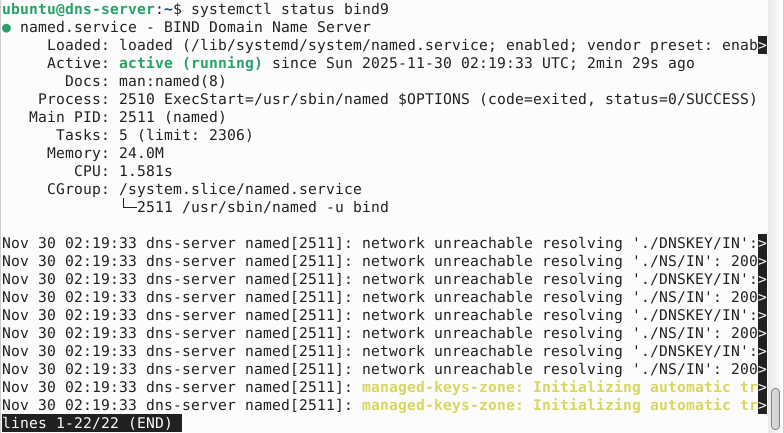 ubuntu@dns-server:~$ systemctl status bind9
● named.service - BIND Domain Name Server
     Loaded: loaded (/lib/systemd/system/named.service; enabled; vendor preset: enab>
     Active: active (running) since Sun 2025-11-30 02:19:33 UTC; 2min 29s ago
       Docs: man:named(8)
    Process: 2510 ExecStart=/usr/sbin/named $OPTIONS (code=exited, status=0/SUCCESS)
   Main PID: 2511 (named)
      Tasks: 5 (limit: 2306)
     Memory: 24.0M
        CPU: 1.581s
     CGroup: /system.slice/named.service
             └─2511 /usr/sbin/named -u bind

Nov 30 02:19:33 dns-server named[2511]: network unreachable resolving './DNSKEY/IN':>
Nov 30 02:19:33 dns-server named[2511]: network unreachable resolving './NS/IN': 200>
Nov 30 02:19:33 dns-server named[2511]: network unreachable resolving './DNSKEY/IN':>
Nov 30 02:19:33 dns-server named[2511]: network unreachable resolving './NS/IN': 200>
Nov 30 02:19:33 dns-server named[2511]: network unreachable resolving './DNSKEY/IN':>
Nov 30 02:19:33 dns-server named[2511]: network unreachable resolving './NS/IN': 200>
Nov 30 02:19:33 dns-server named[2511]: network unreachable resolving './DNSKEY/IN':>
Nov 30 02:19:33 dns-server named[2511]: network unreachable resolving './NS/IN': 200>
Nov 30 02:19:33 dns-server named[2511]: managed-keys-zone: Initializing automatic tr>
Nov 30 02:19:33 dns-server named[2511]: managed-keys-zone: Initializing automatic tr>
lines 1-22/22 (END)